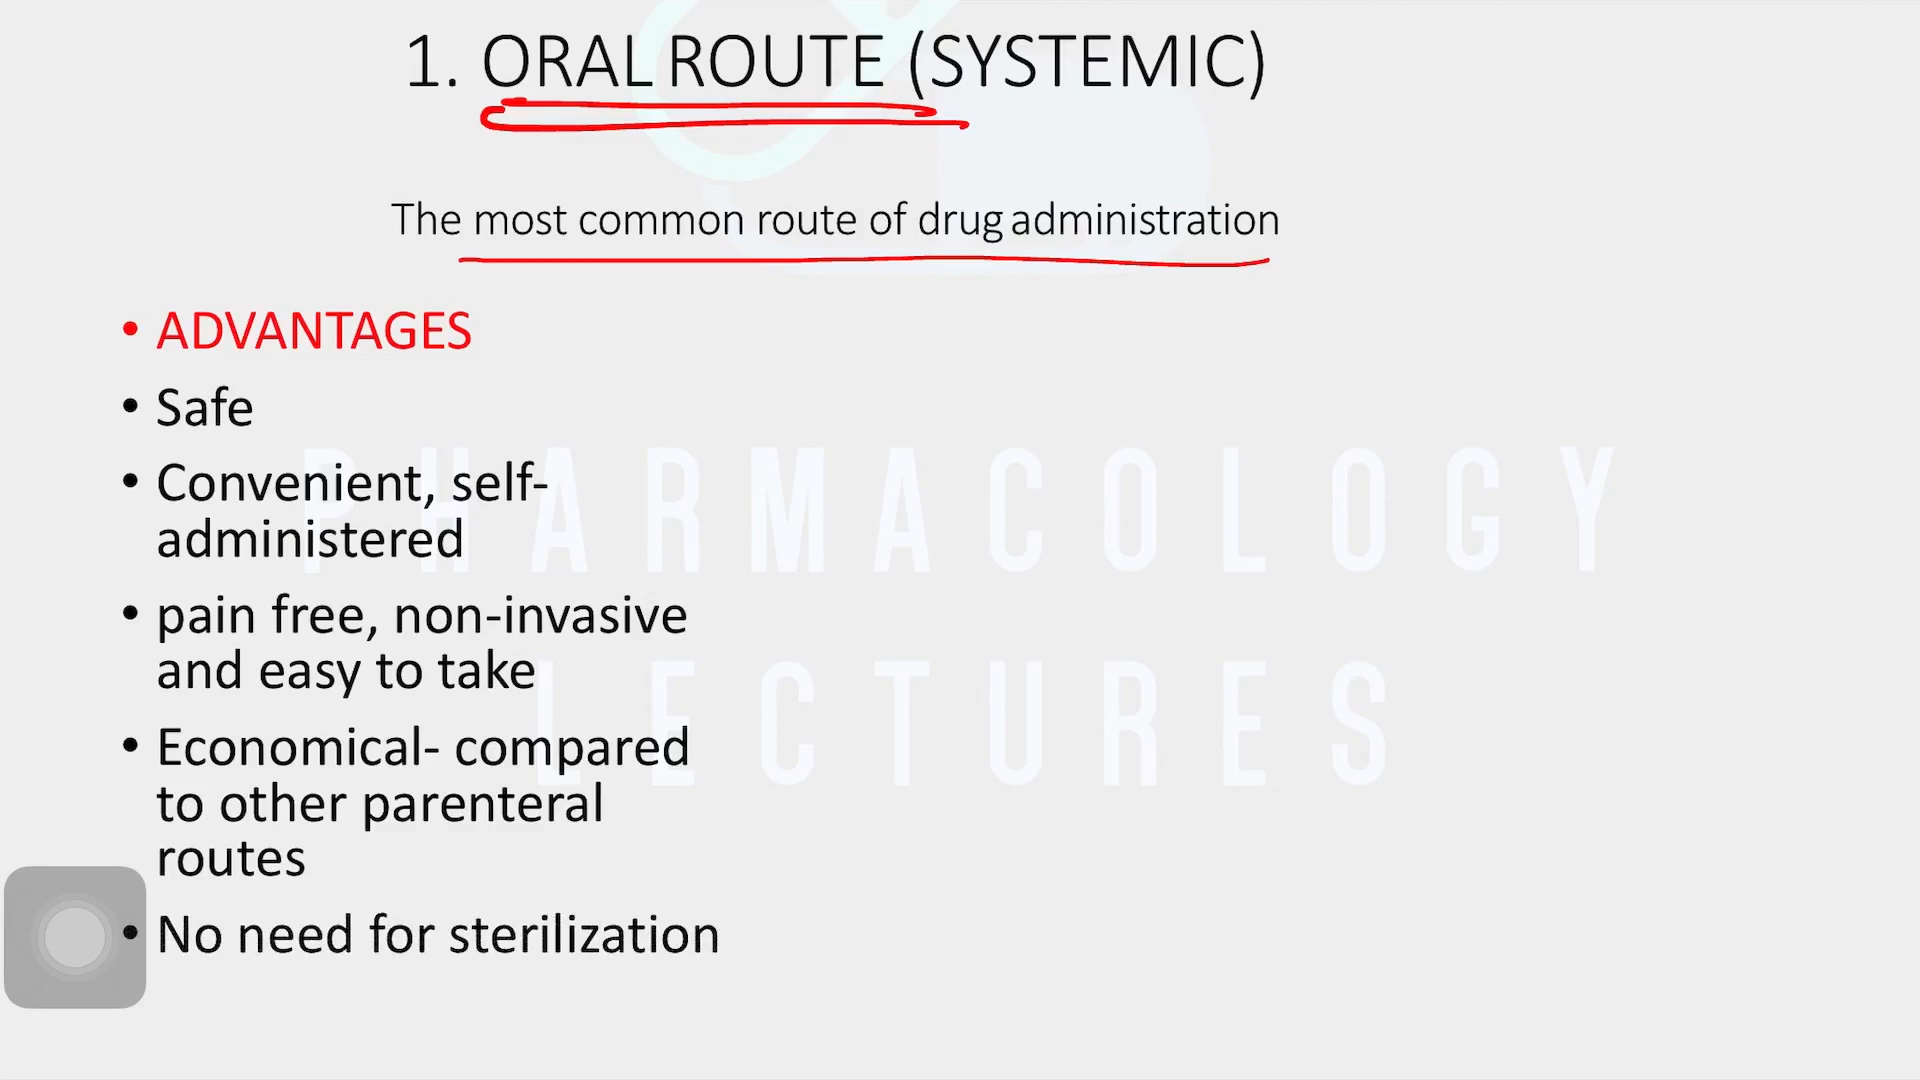 1. ORAL ROUTE (SYSTEMIC)
The most common route of drug administration
• ADVANTAGES
• Safe
• Convenient, self-
administered
• pain free, non-invasive
and easy to take
• Economical- compared
to other parenteral
routes
• No need for sterilization
PHARMACOLOGY
LECTURES